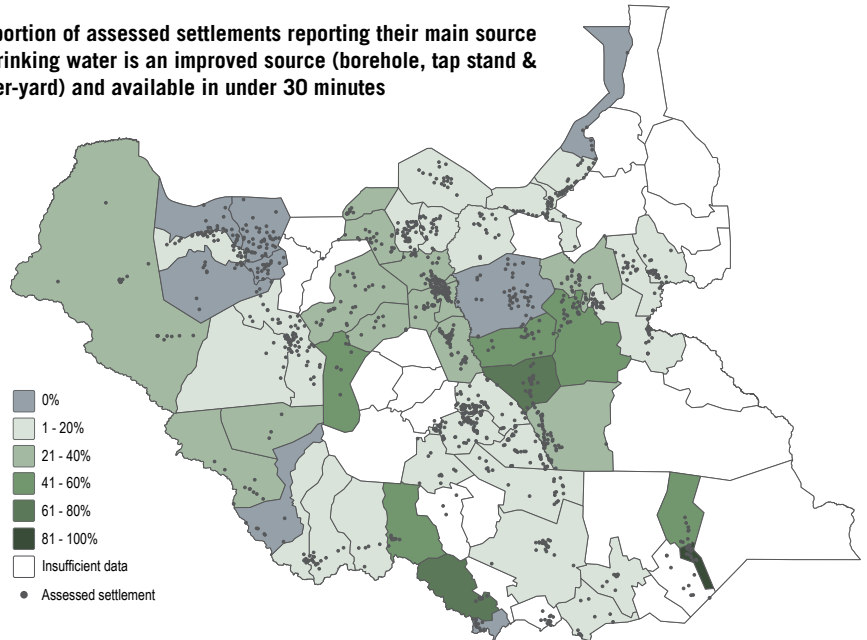 portion of assessed settlements reporting their main source
drinking water is an improved source (borehole, tap stand &
er-yard) and available in under 30 minutes
0%
1 - 20%
21 - 40%
41 - 60%
61 - 80%
81 - 100%
Insufficient data
Assessed settlement